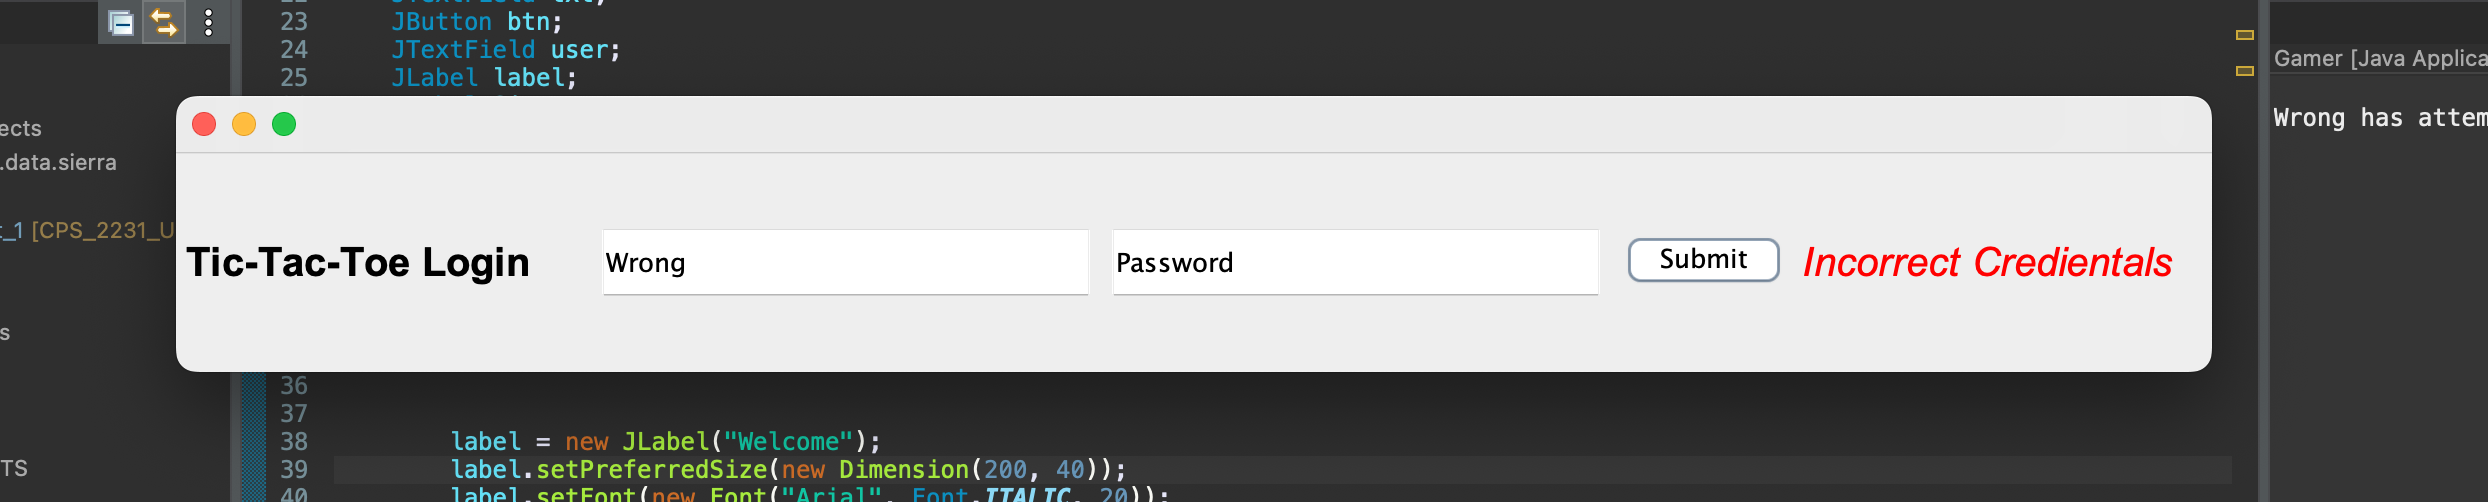 23 JButton btn;
24 JTextField user;
25 JLabel label;
Gamer [Java Applica
Wrong has attem
ects
.data.sierra
_1 [CPS_2231_U
s
TS
Tic-Tac-Toe Login
Wrong
Password
Submit
Incorrect Credientals
36
37
38 label = new JLabel("Welcome");
39 label.setPreferredSize(new Dimension(200, 40));
40 label.setFont(new Font("Arial", Font.ITALIC, 20));